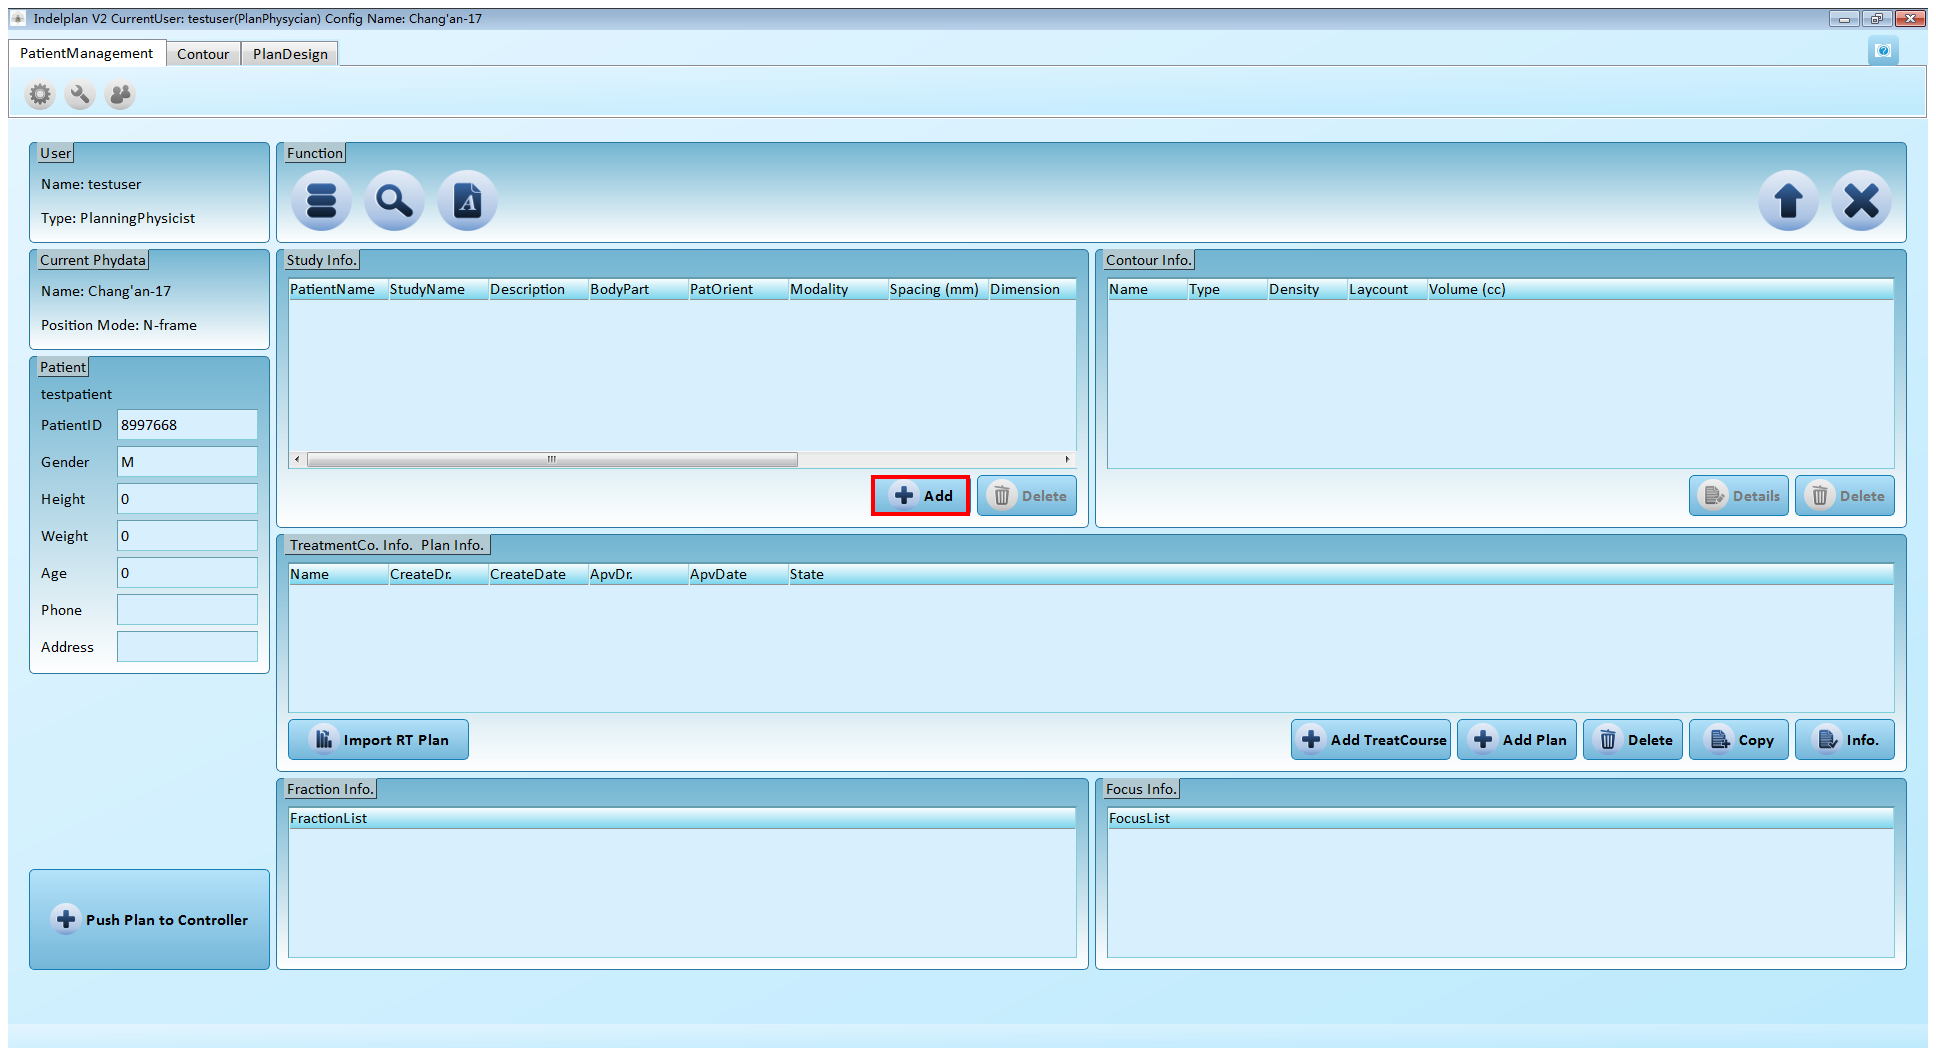 Indelplan V2 CurrentUser: testuser(PlanPhysycian) Config Name: Chang'an-17
PatientManagement Contour PlanDesign
User
Name: testuser
Type: PlanningPhysicist
Function
A
Current Phydata
Name: Chang'an-17
Position Mode: N-frame
Study Info.
PatientName StudyName Description BodyPart PatOrient Modality Spacing (mm) Dimension
Add Delete
Contour Info.
Name Type Density Laycount Volume (cc)
Details Delete
Patient
testpatient
PatientID 8997668
Gender M
Height 0
Weight 0
Age 0
Phone
Address
TreatmentCo. Info. Plan Info.
Name CreateDr. CreateDate ApvDr. ApvDate State
Import RT Plan Add TreatCourse Add Plan Delete Copy Info.
Fraction Info.
FractionList
Focus Info.
FocusList
Push Plan to Controller